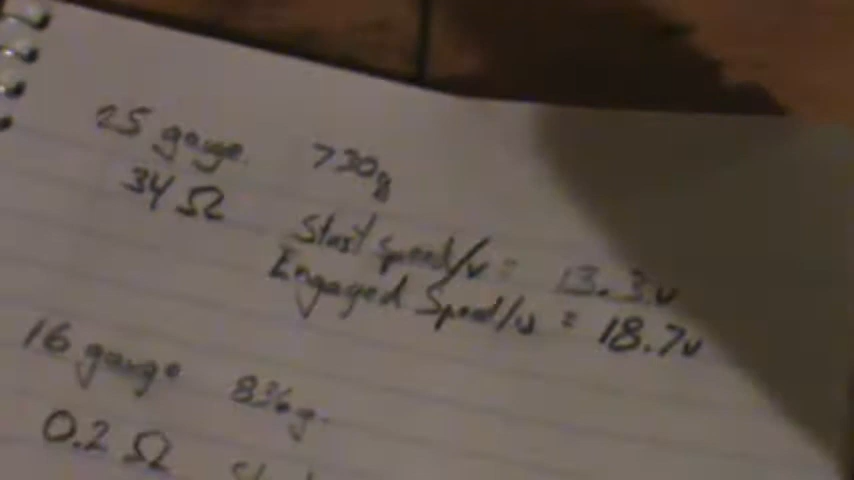 25 gauge 730g
34 Ω
Start speed/v = 13.3v
Engaged Speed/v = 18.7v
16 gauge 836g.
0.2 Ω